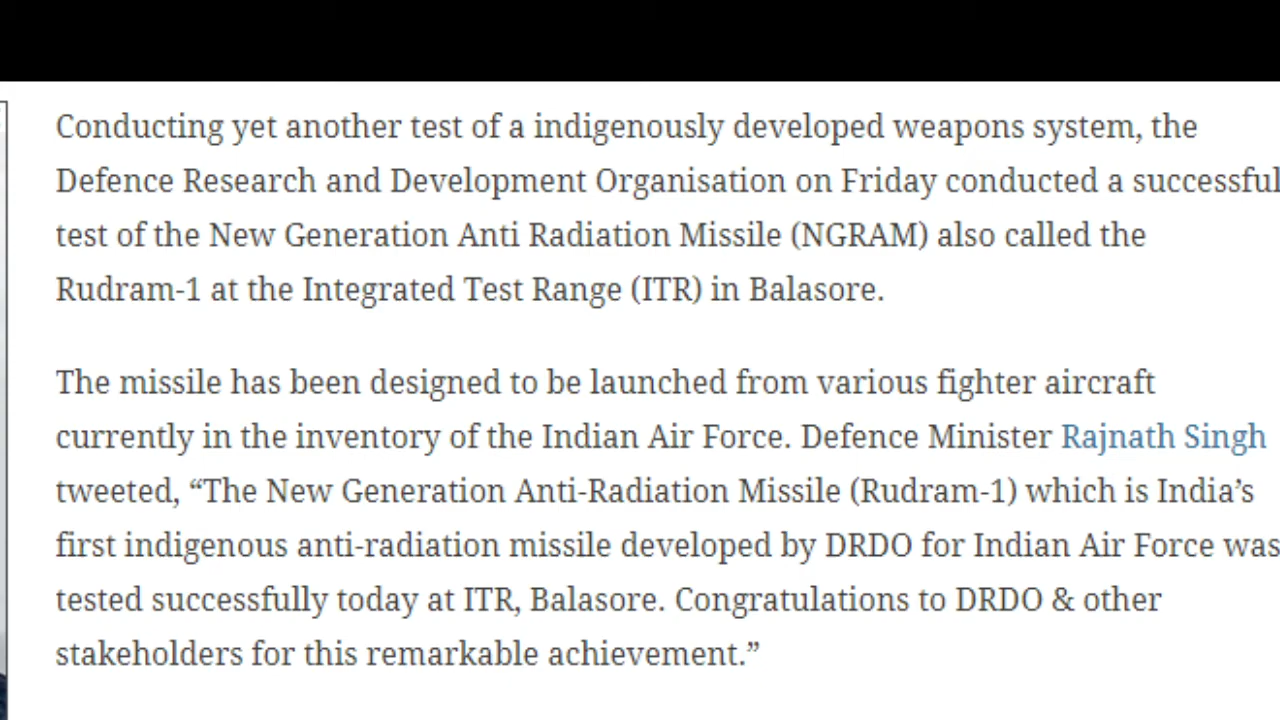 Conducting yet another test of a indigenously developed weapons system, the
Defence Research and Development Organisation on Friday conducted a successful
test of the New Generation Anti Radiation Missile (NGRAM) also called the
Rudram-1 at the Integrated Test Range (ITR) in Balasore.
The missile has been designed to be launched from various fighter aircraft
currently in the inventory of the Indian Air Force. Defence Minister Rajnath Singh
tweeted, “The New Generation Anti-Radiation Missile (Rudram-1) which is India’s
first indigenous anti-radiation missile developed by DRDO for Indian Air Force was
tested successfully today at ITR, Balasore. Congratulations to DRDO & other
stakeholders for this remarkable achievement.”